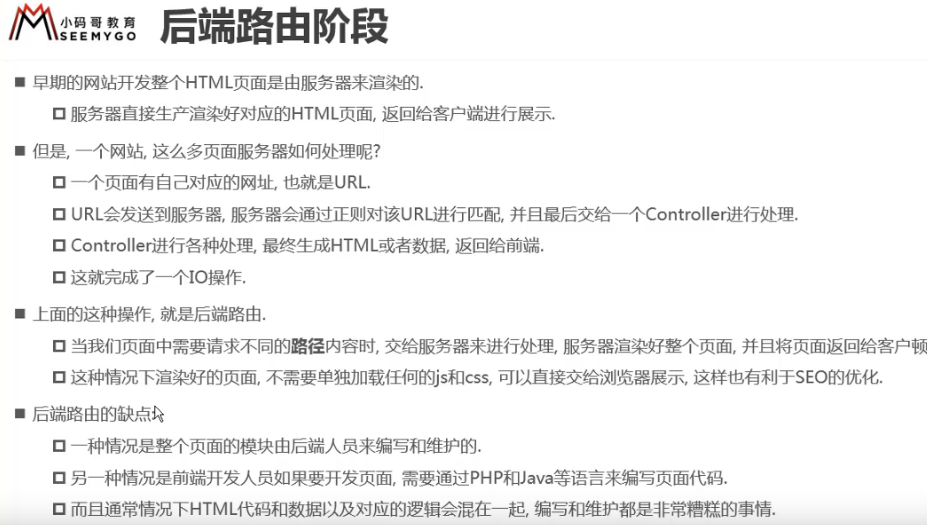 小码哥教育
SEEMYGO
后端路由阶段
早期的网站开发整个HTML页面是由服务器来渲染的.
服务器直接生产渲染好对应的HTML页面, 返回给客户端进行展示.
但是, 一个网站, 这么多页面服务器如何处理呢?
一个页面有自己对应的网址, 也就是URL.
URL会发送到服务器, 服务器会通过正则对该URL进行匹配, 并且最后交给一个Controller进行处理.
Controller进行各种处理, 最终生成HTML或者数据, 返回给前端.
这就完成了一个IO操作.
上面的这种操作, 就是后端路由.
当我们页面中需要请求不同的路径内容时, 交给服务器来进行处理, 服务器渲染好整个页面, 并且将页面返回给客户顿
这种情况下渲染好的页面, 不需要单独加载任何的js和css, 可以直接交给浏览器展示, 这样也有利于SEO的优化.
后端路由的缺点
一种情况是整个页面的模块由后端人员来编写和维护的.
另一种情况是前端开发人员如果要开发页面, 需要通过PHP和Java等语言来编写页面代码.
而且通常情况下HTML代码和数据以及对应的逻辑会混在一起, 编写和维护都是非常糟糕的事情.